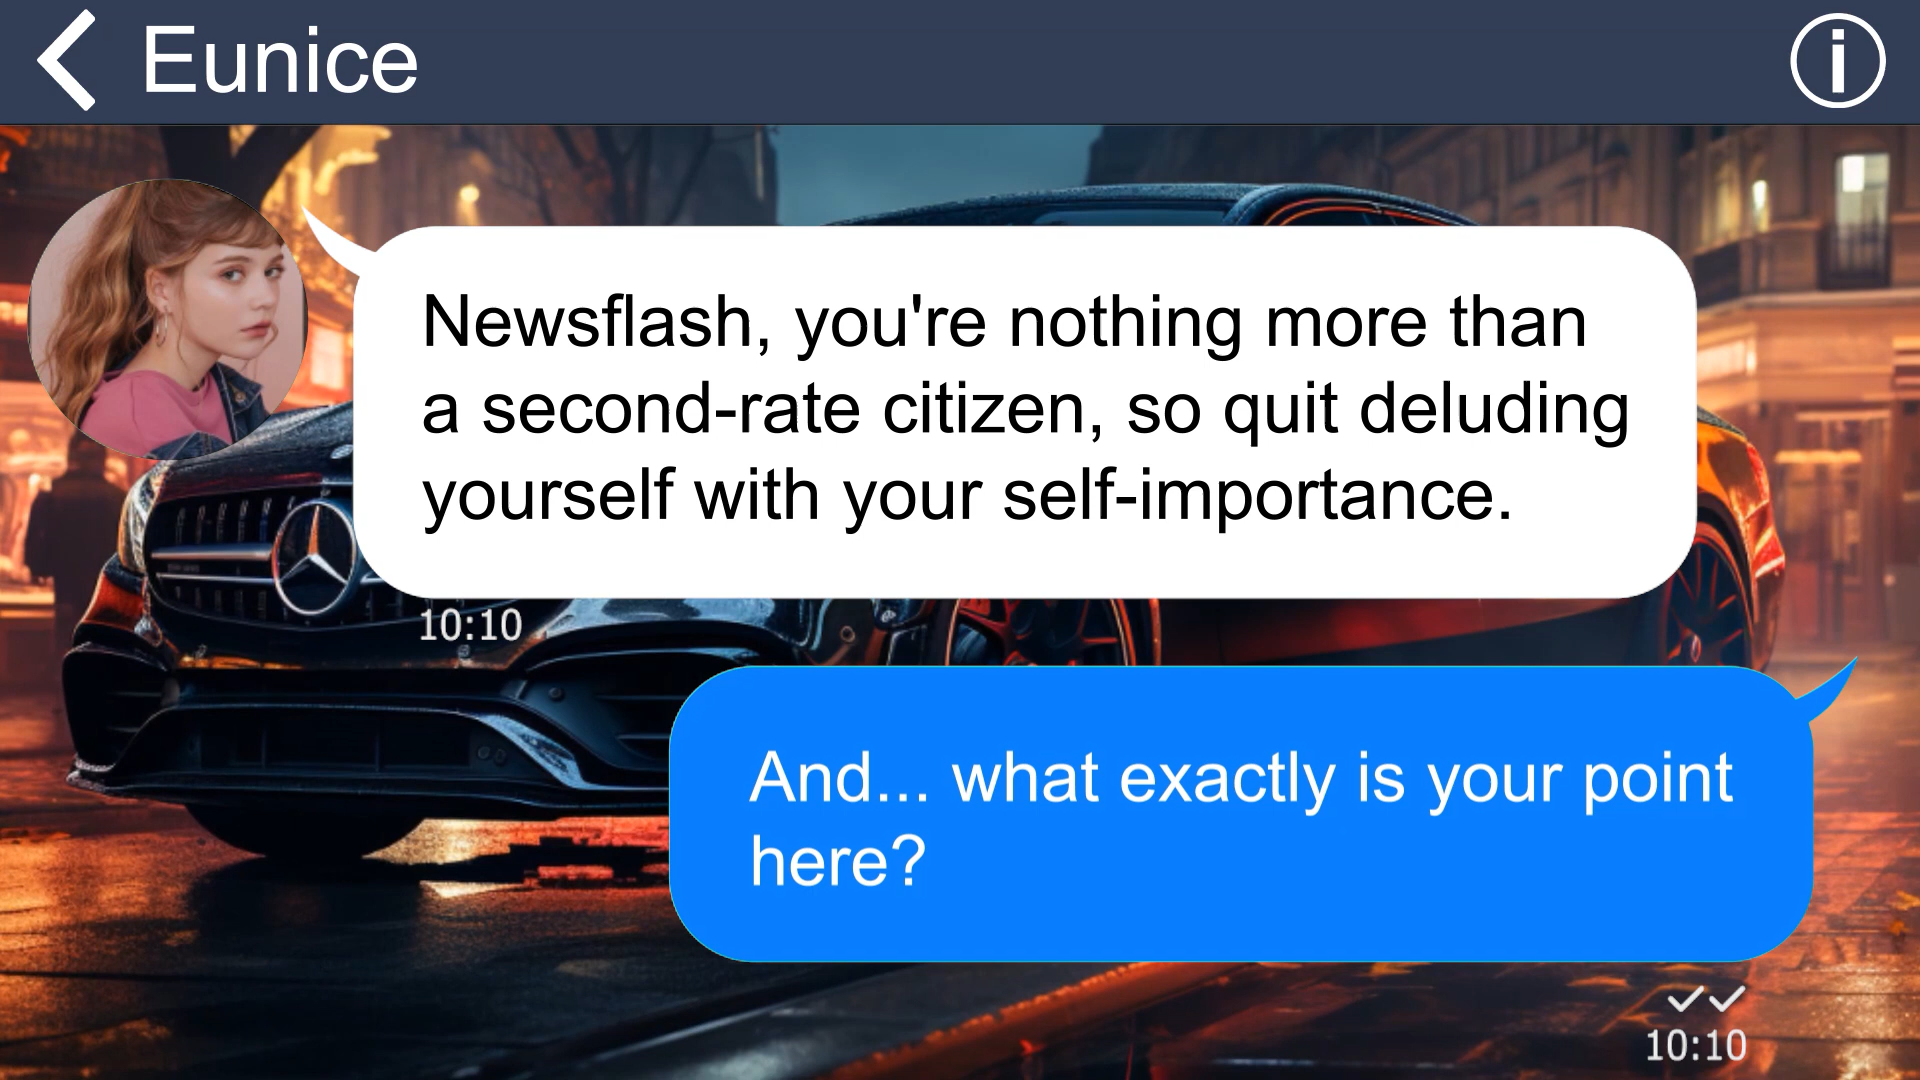 Eunice
Newsflash, you're nothing more than
a second-rate citizen, so quit deluding
yourself with your self-importance.
10:10
And... what exactly is your point
here?
10:10